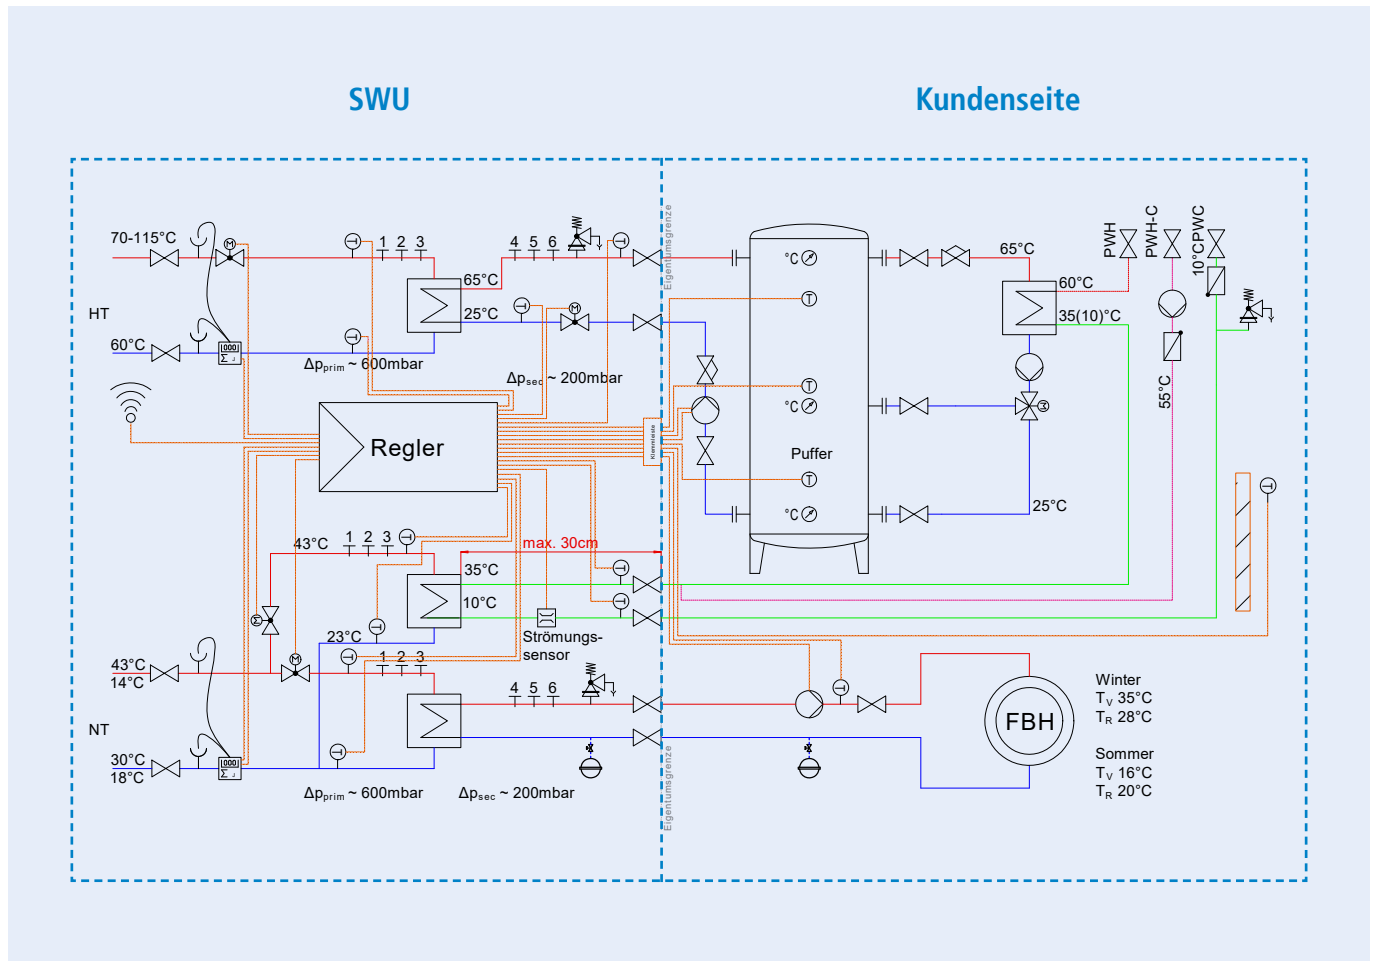 SWU
Kundenseite
Eigentumsgrenze
70-115°C
M
T
1 2 3
4 5 6
T
65°C
25°C
T
M
HT
60°C
T
Δpprim ~ 600mbar
Δpsec ~ 200mbar
Σ J
Regler
Klemmleiste
°C
T
T
°C
Puffer
T
°C
65°C
60°C
35(10)°C
M
25°C
PWH
PWH-C
10°C PWC
55°C
T
43°C
1 2 3
T
max. 30cm
35°C
10°C
T
T
M
T
23°C
Strömungs-
sensor
43°C
14°C
M
T
1 2 3
4 5 6
T
NT
30°C
18°C
T
Σ J
Δpprim ~ 600mbar
Δpsec ~ 200mbar
Eigentumsgrenze
FBH
Winter
TV 35°C
TR 28°C
Sommer
TV 16°C
TR 20°C